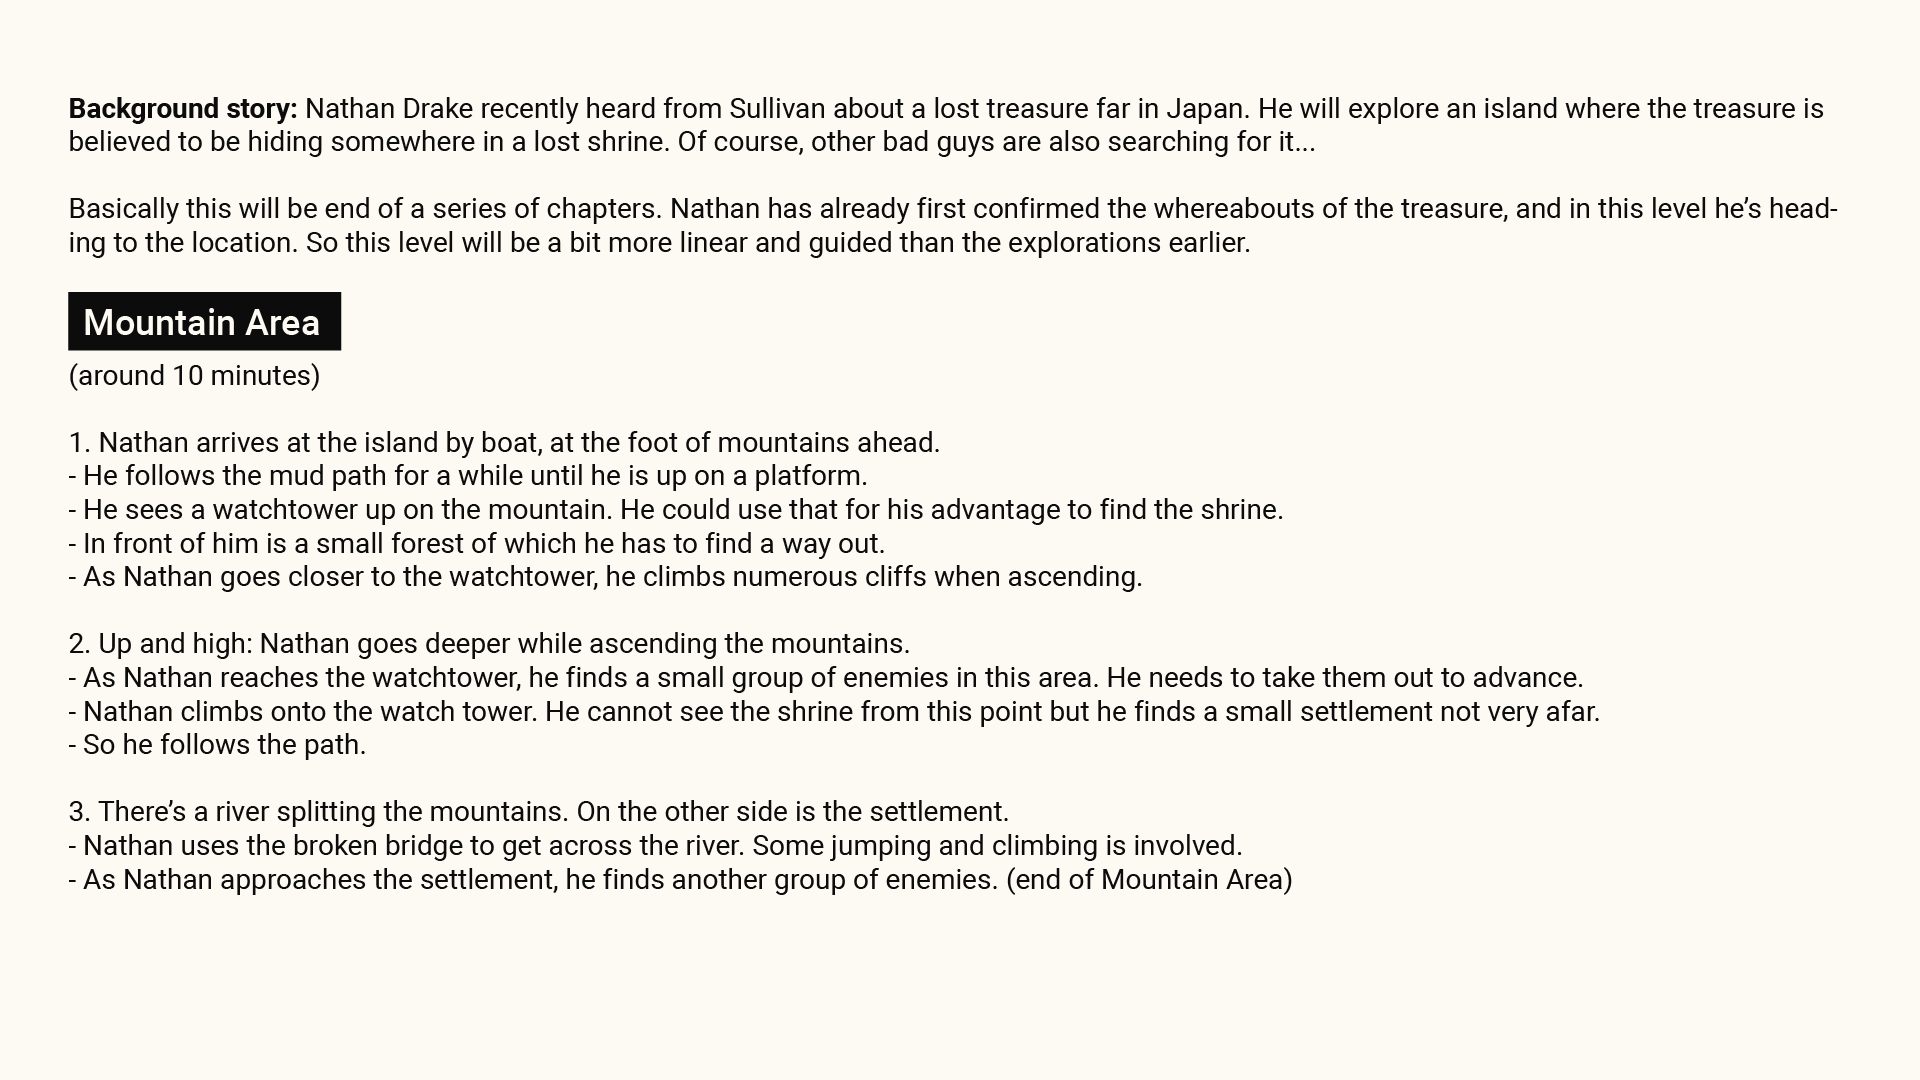 Background story: Nathan Drake recently heard from Sullivan about a lost treasure far in Japan. He will explore an island where the treasure is
believed to be hiding somewhere in a lost shrine. Of course, other bad guys are also searching for it...
Basically this will be end of a series of chapters. Nathan has already first confirmed the whereabouts of the treasure, and in this level he’s head-
ing to the location. So this level will be a bit more linear and guided than the explorations earlier.
Mountain Area
(around 10 minutes)
1. Nathan arrives at the island by boat, at the foot of mountains ahead.
- He follows the mud path for a while until he is up on a platform.
- He sees a watchtower up on the mountain. He could use that for his advantage to find the shrine.
- In front of him is a small forest of which he has to find a way out.
- As Nathan goes closer to the watchtower, he climbs numerous cliffs when ascending.
2. Up and high: Nathan goes deeper while ascending the mountains.
- As Nathan reaches the watchtower, he finds a small group of enemies in this area. He needs to take them out to advance.
- Nathan climbs onto the watch tower. He cannot see the shrine from this point but he finds a small settlement not very afar.
- So he follows the path.
3. There’s a river splitting the mountains. On the other side is the settlement.
- Nathan uses the broken bridge to get across the river. Some jumping and climbing is involved.
- As Nathan approaches the settlement, he finds another group of enemies. (end of Mountain Area)